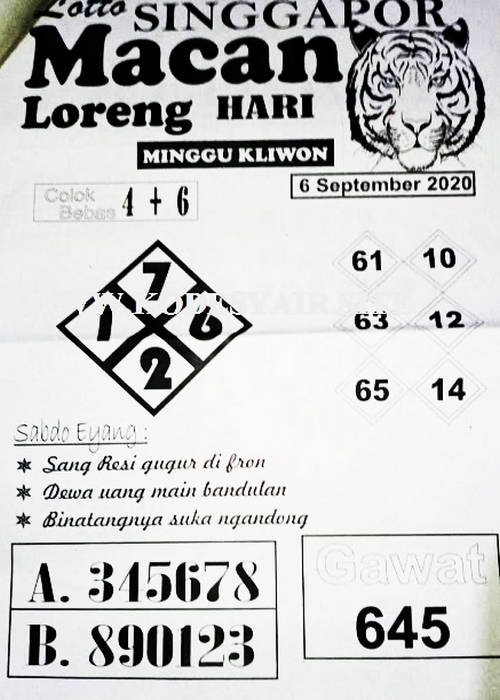 Lotto SINGGAPOR
Macan
Loreng HARI
MINGGU KLIWON
6 September 2020
Colok
Bebas 4 + 6
7
1 6
2
61 10
63 12
65 14
Sabdo Eyang :
Sang Resi gugur di fron
Dewa uang main bandulan
Binatangnya suka ngandong
A. 345678
B. 890123
Gawat
645